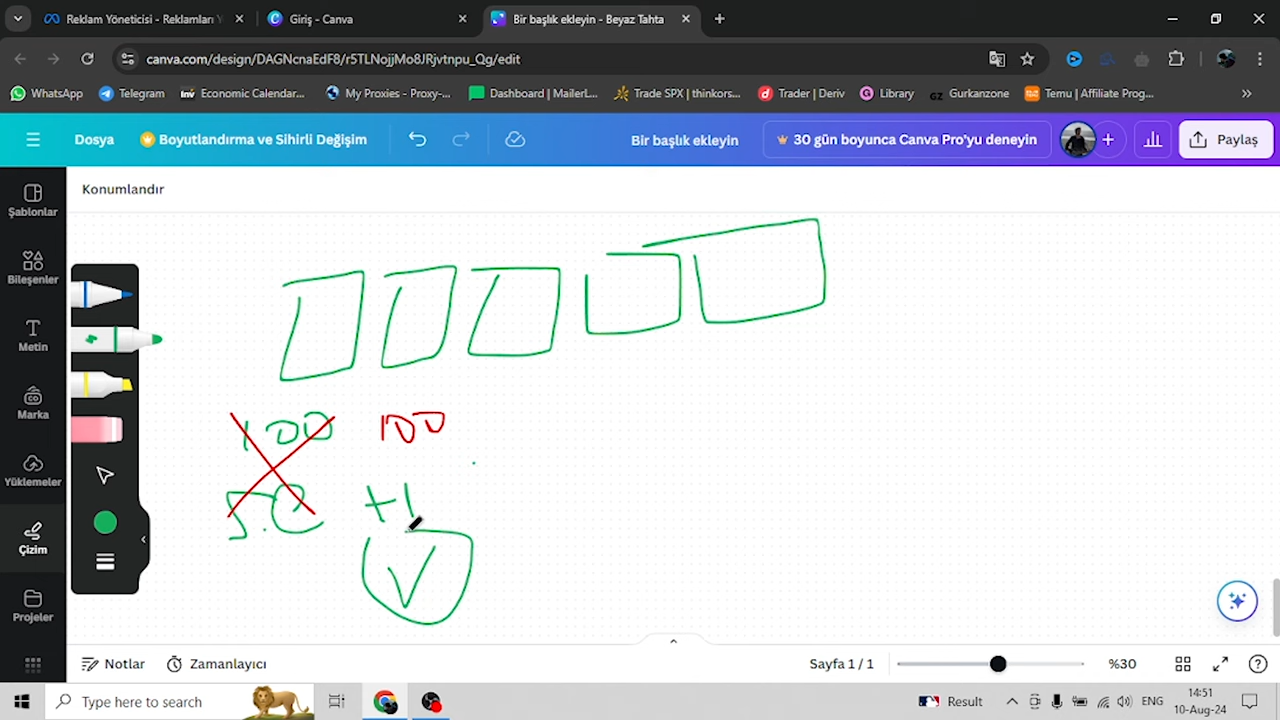 Reklam Yöneticisi - Reklamları Y
Giriş - Canva
Bir başlık ekleyin - Beyaz Tahta
canva.com/design/DAGNcnaEdF8/r5TLNojjMo8JRjvtnpu_Qg/edit
WhatsApp
Telegram
Economic Calendar...
My Proxies - Proxy-...
Dashboard | MailerL...
Trade SPX | thinkors...
Trader | Deriv
Library
Gurkanzone
Temu | Affiliate Prog...
Dosya
Boyutlandırma ve Sihirli Değişim
Bir başlık ekleyin
30 gün boyunca Canva Pro'yu deneyin
Paylaş
Konumlandır
Şablonlar
Bileşenler
Metin
Marka
Yüklemeler
Çizim
Projeler
100 100
+1
V
Notlar
Zamanlayıcı
Sayfa 1 / 1
%30
Type here to search
Result
ENG
14:51
10-Aug-24